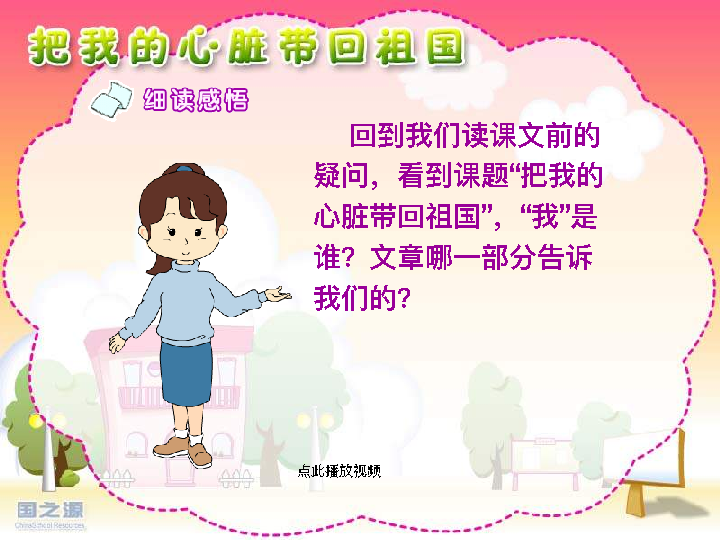 把我的心脏带回祖国
细读感悟
回到我们读课文前的
疑问，看到课题“把我的
心脏带回祖国”，“我”是
谁？文章哪一部分告诉
我们的？
点此播放视频
国之源
ChinaSchool Resources